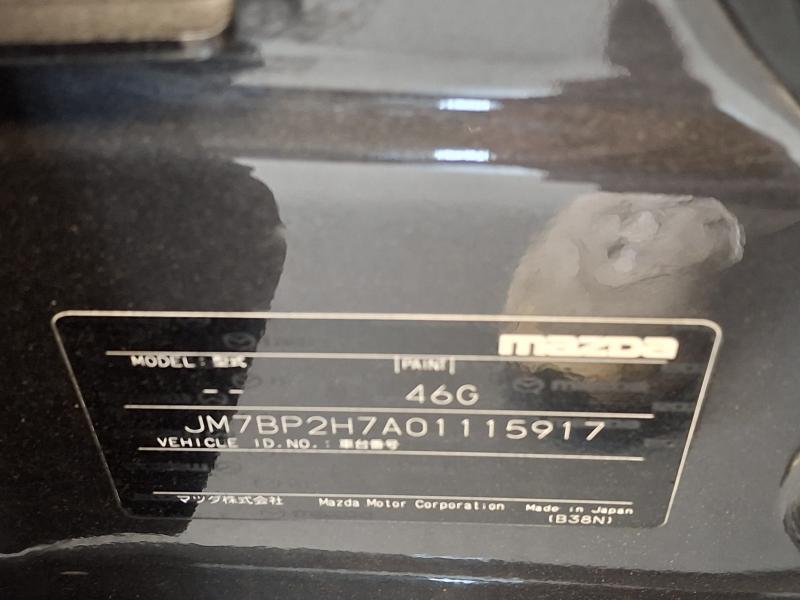 mazda
MODEL : 型式 [PAINT]
-- 46G
JM7BP2H7A01115917
VEHICLE ID.NO. : 車台番号
マツダ株式会社 Mazda Motor Corporation Made in Japan
(B38N)